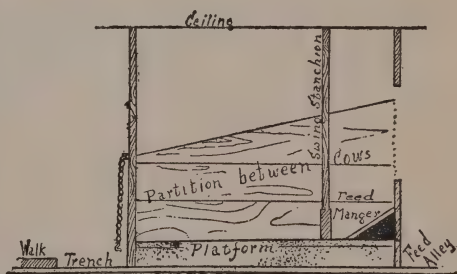 Ceiling
Swing Stanchion
Partition between Cows
Feed
Manger
Platform
Walk
Trench
Feed Alley